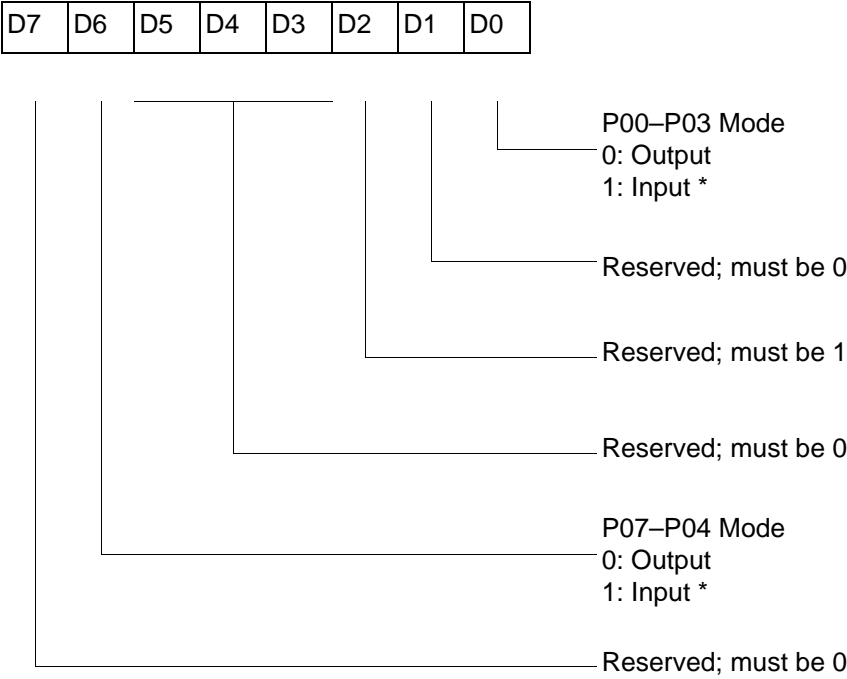 D7 D6 D5 D4 D3 D2 D1 D0
P00–P03 Mode
0: Output
1: Input *
Reserved; must be 0
Reserved; must be 1
Reserved; must be 0
P07–P04 Mode
0: Output
1: Input *
Reserved; must be 0